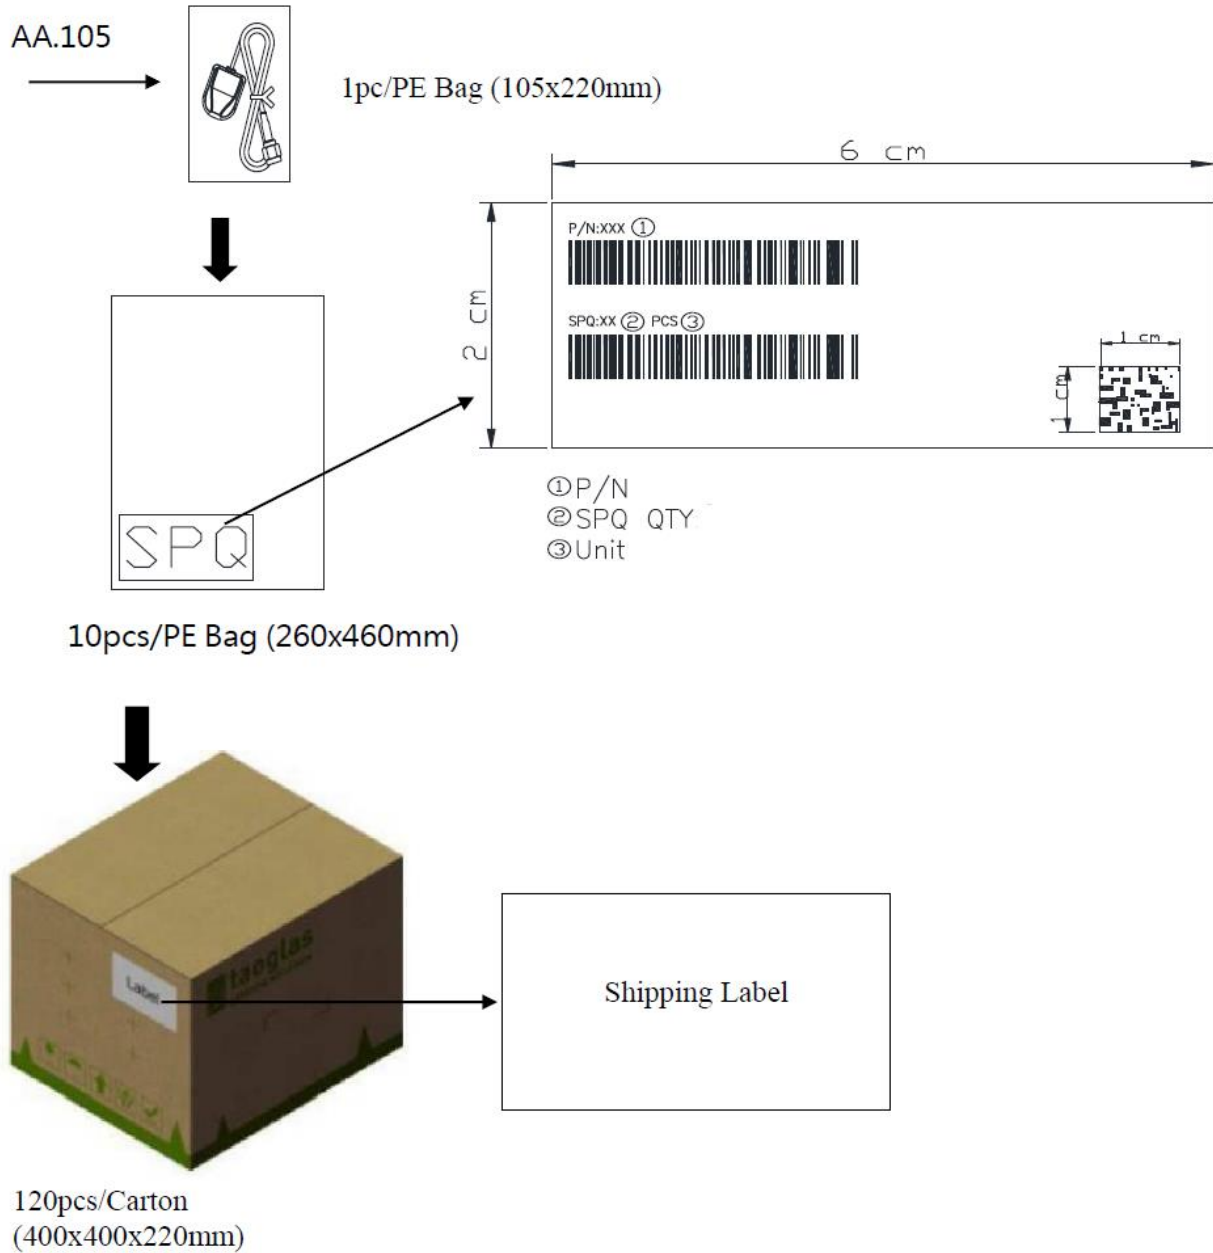 AA.105
1pc/PE Bag (105x220mm)
6 cm
2 cm
P/N:XXX ①
SPQ:XX ② PCS ③
1 cm
1 cm
①P/N
②SPQ QTY
③Unit
SPQ
10pcs/PE Bag (260x460mm)
taoglas
Label
Shipping Label
120pcs/Carton
(400x400x220mm)